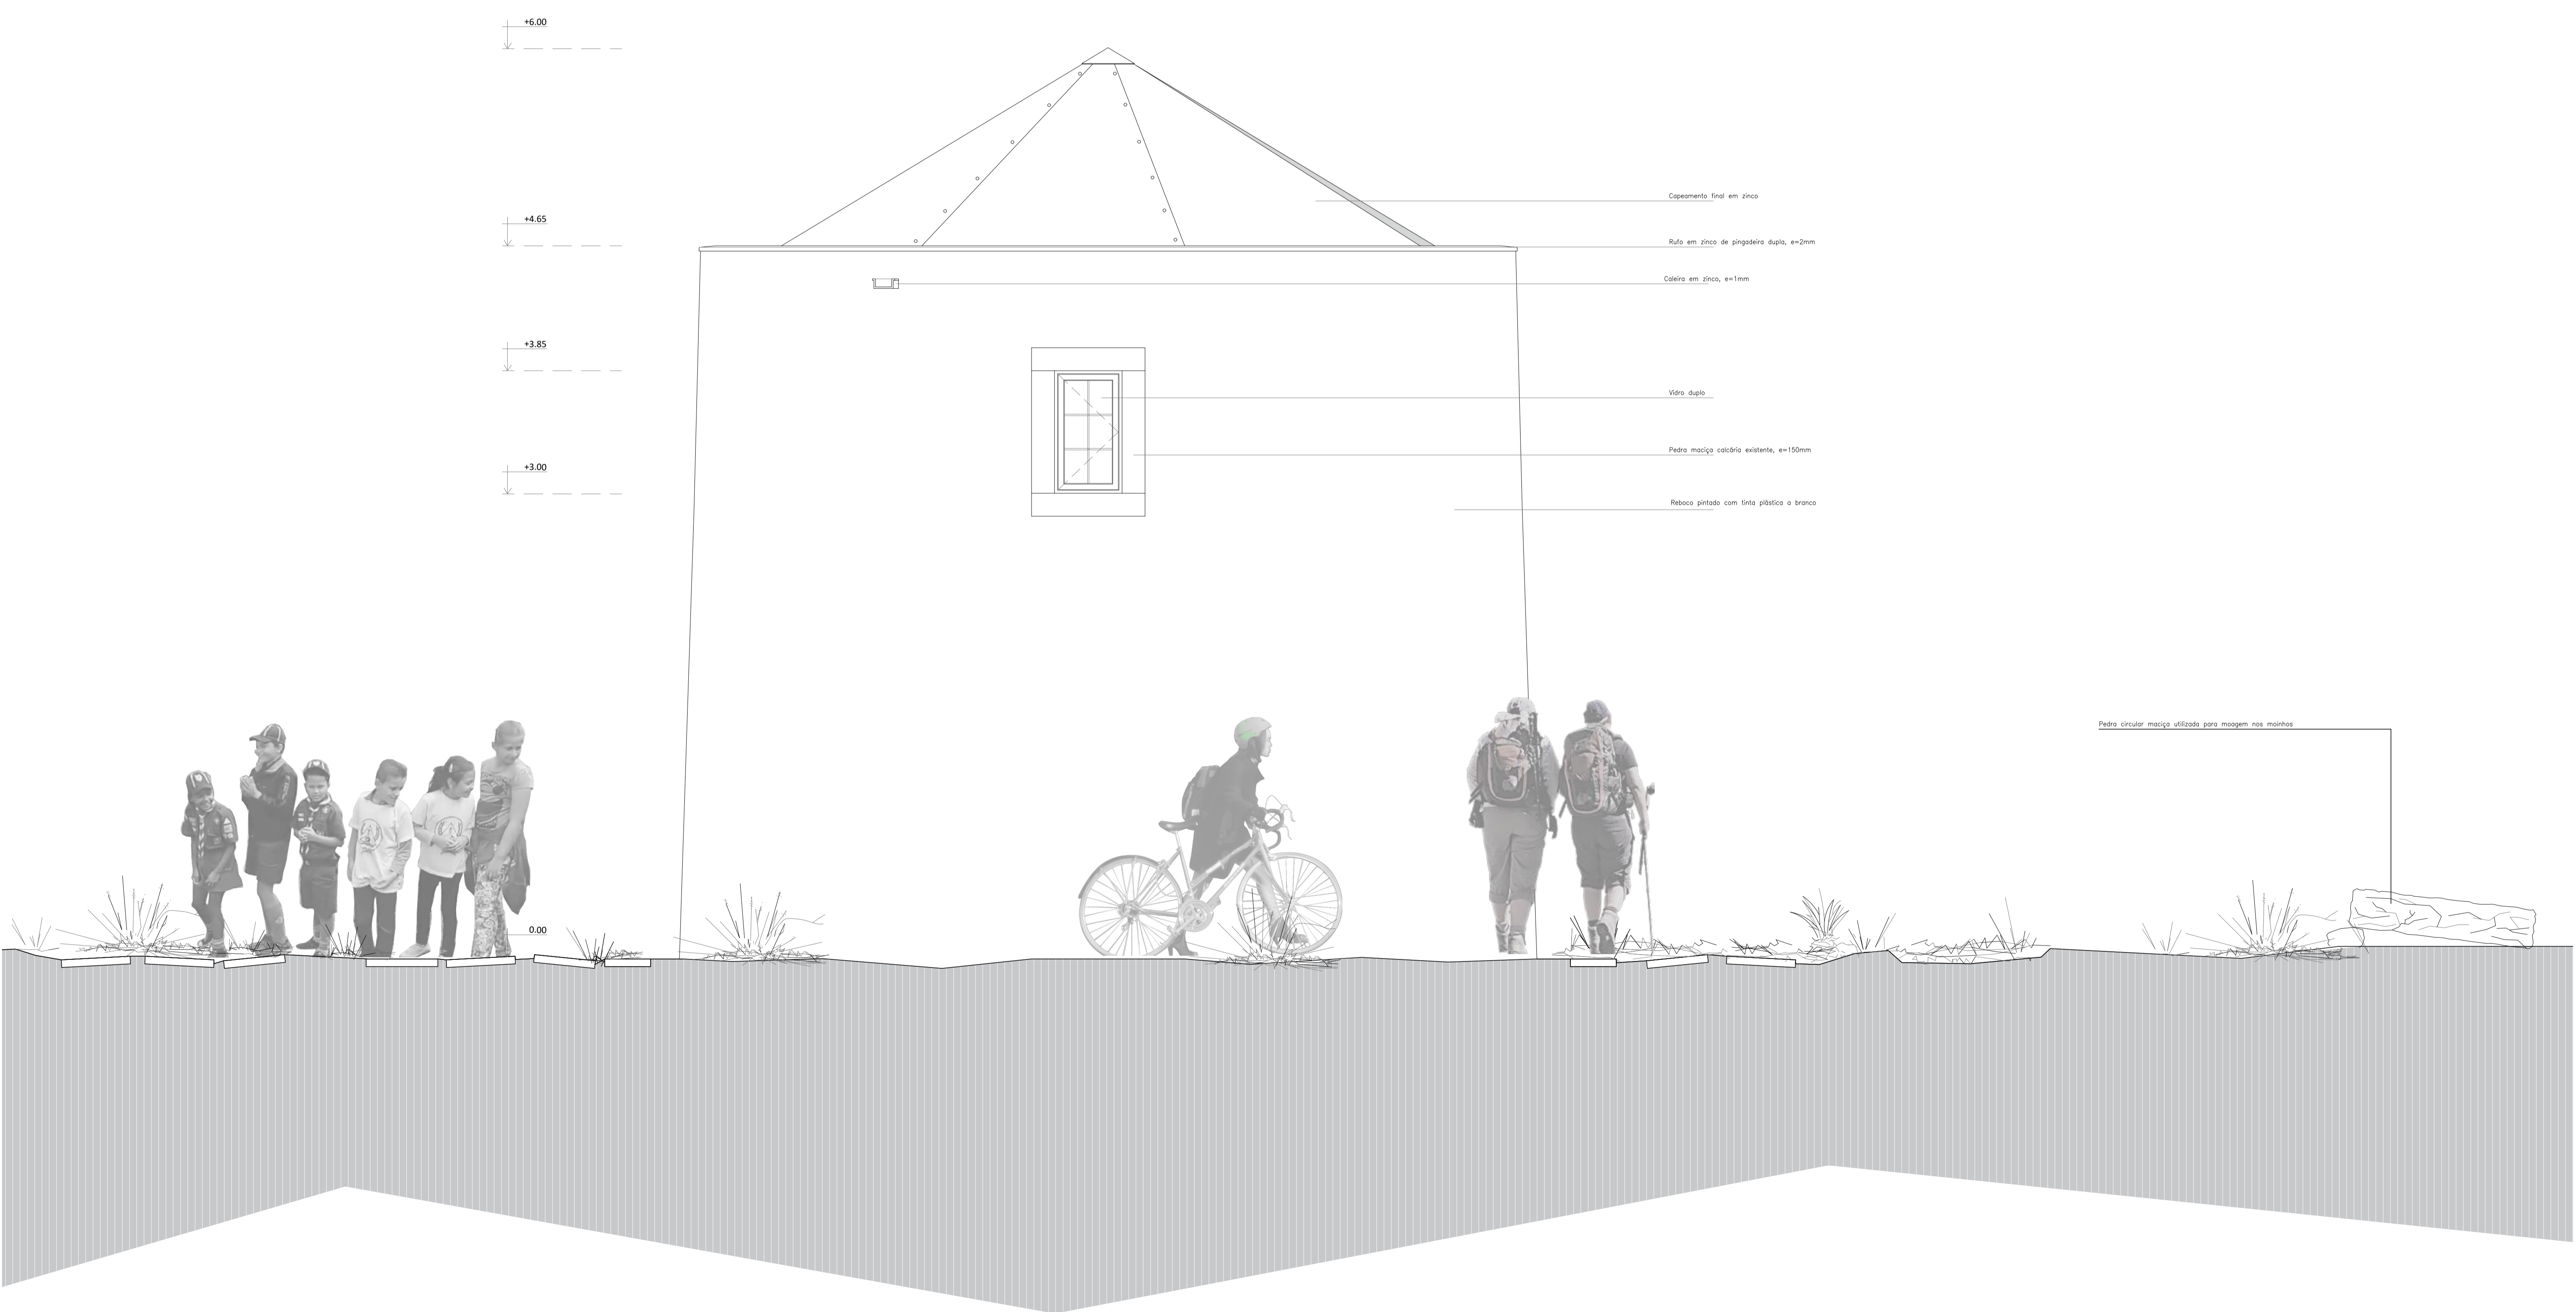 +6.00
+4.65
+3.85
+3.00
0.00
Capeamento final em zinco
Rufo em zinco de pingadeira dupla, e=2mm
Caleira em zinco, e=1mm
Vidro duplo
Pedra maciça calcário existente, e=150mm
Reboco pintado com tinta plástica a branco
Pedra circular maciça utilizada para moagem nos moinhos